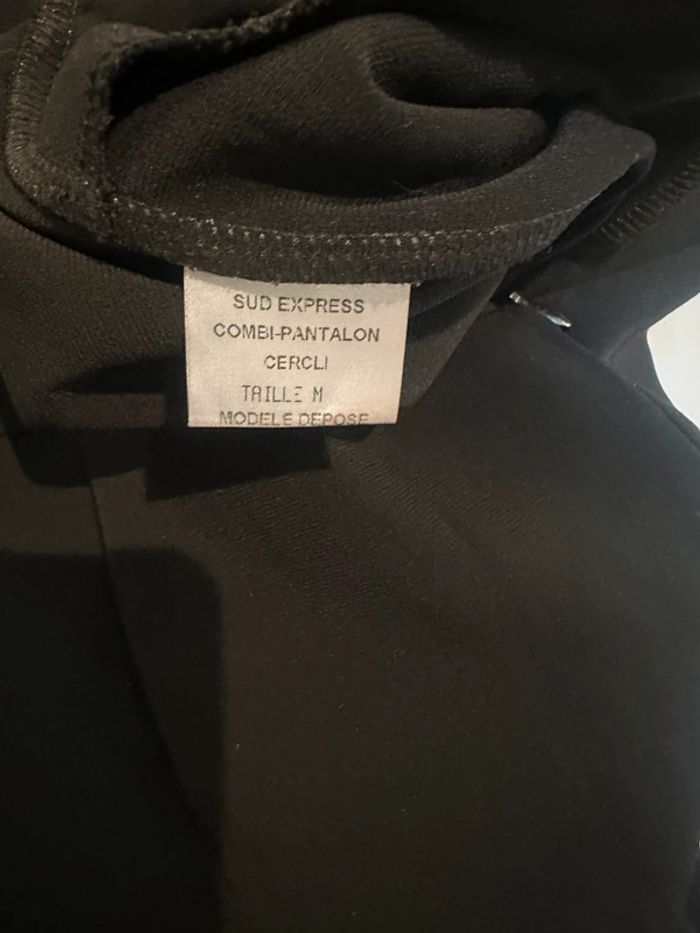 SUD EXPRESS
COMBI-PANTALON
CERCLI
TAILLE M
MODELE DEPOSE